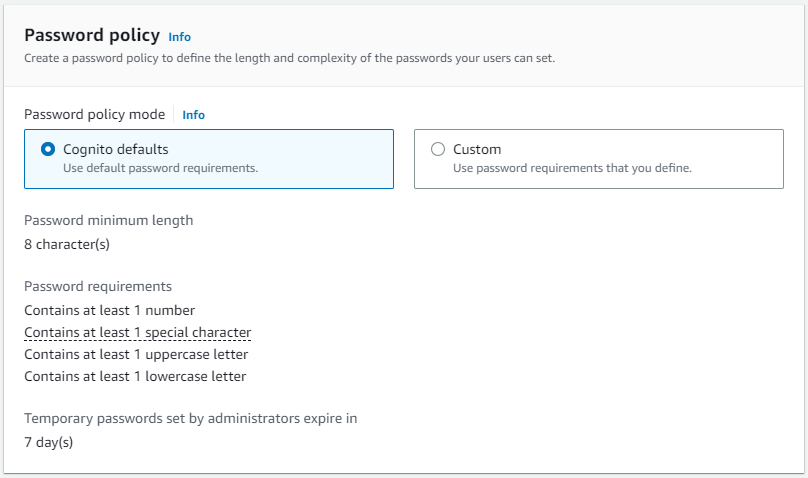 Password policy Info
Create a password policy to define the length and complexity of the passwords your users can set.
Password policy mode Info
Cognito defaults
Use default password requirements.
Custom
Use password requirements that you define.
Password minimum length
8 character(s)
Password requirements
Contains at least 1 number
Contains at least 1 special character
Contains at least 1 uppercase letter
Contains at least 1 lowercase letter
Temporary passwords set by administrators expire in
7 day(s)